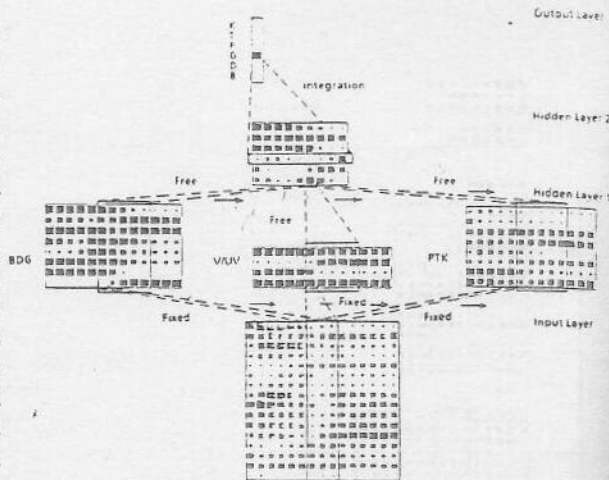 Output Layer
K
T
P
G
D
B
Integration
Hidden Layer 2
Free
Free
Hidden Layer 1
Free
BDG
V/UV
PTK
Fixed
Fixed
Fixed
Input Layer